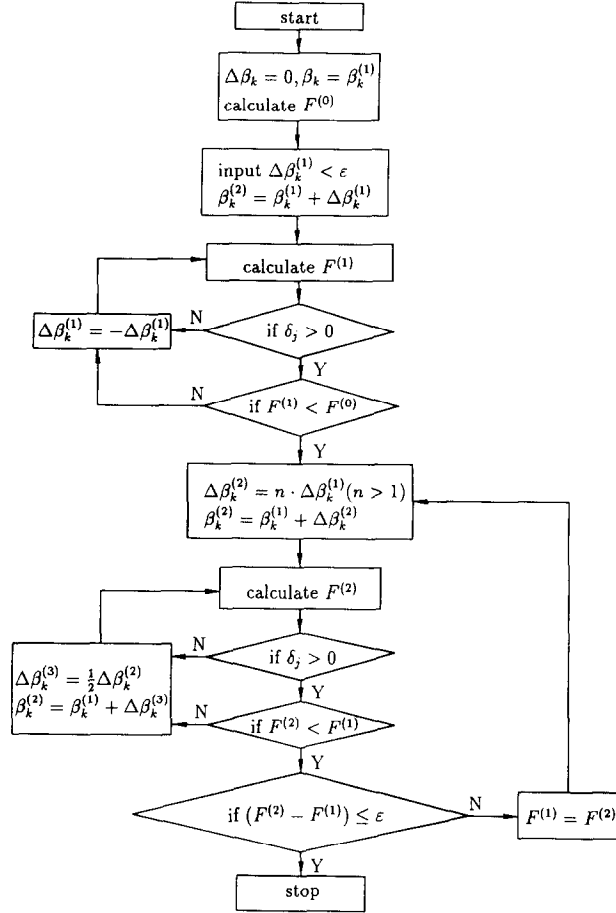 start
Δβ_k = 0, β_k = β_k^{(1)}
calculate F^{(0)}
input Δβ_k^{(1)} < ε
β_k^{(2)} = β_k^{(1)} + Δβ_k^{(1)}
calculate F^{(1)}
Δβ_k^{(1)} = −Δβ_k^{(1)}
N
if δ_j > 0
Y
N
if F^{(1)} < F^{(0)}
Y
Δβ_k^{(2)} = n · Δβ_k^{(1)} (n > 1)
β_k^{(2)} = β_k^{(1)} + Δβ_k^{(2)}
calculate F^{(2)}
N
if δ_j > 0
Δβ_k^{(3)} = ½Δβ_k^{(2)}
β_k^{(2)} = β_k^{(1)} + Δβ_k^{(3)}
Y
N
if F^{(2)} < F^{(1)}
Y
if (F^{(2)} − F^{(1)}) ≤ ε
N
F^{(1)} = F^{(2)}
Y
stop